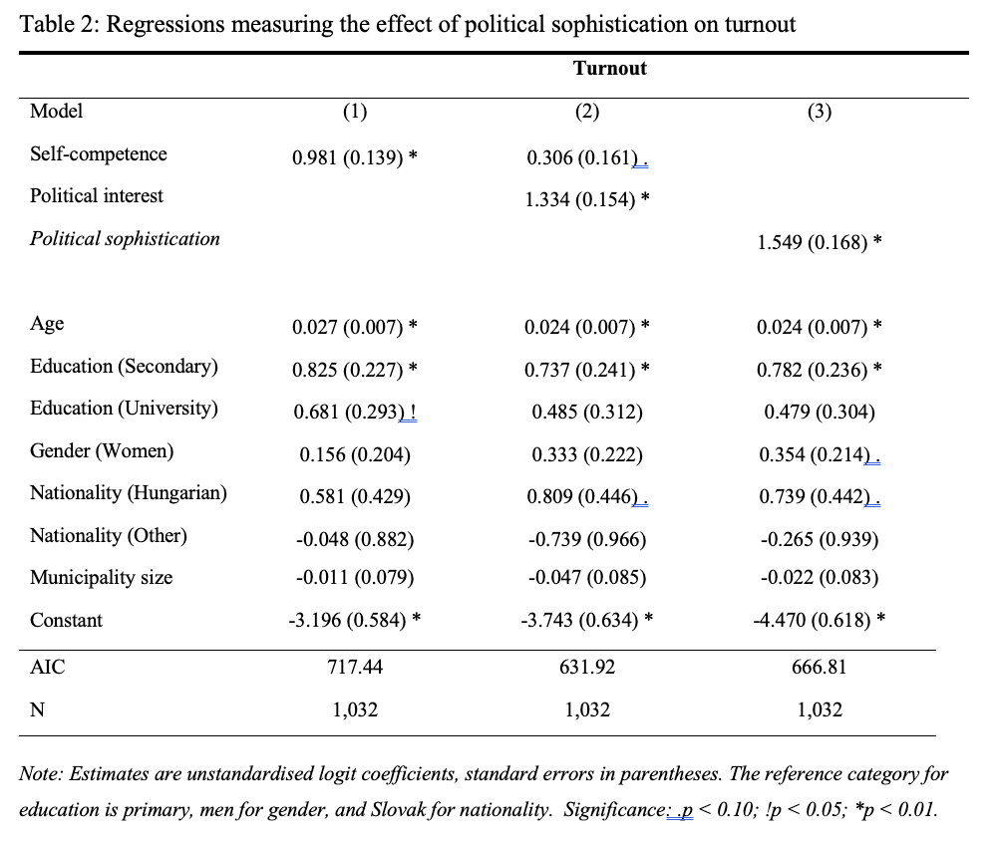 Table 2: Regressions measuring the effect of political sophistication on turnout
Turnout
Model (1) (2) (3)
Self-competence 0.981 (0.139) * 0.306 (0.161) .
Political interest 1.334 (0.154) *
Political sophistication 1.549 (0.168) *
Age 0.027 (0.007) * 0.024 (0.007) * 0.024 (0.007) *
Education (Secondary) 0.825 (0.227) * 0.737 (0.241) * 0.782 (0.236) *
Education (University) 0.681 (0.293) ! 0.485 (0.312) 0.479 (0.304)
Gender (Women) 0.156 (0.204) 0.333 (0.222) 0.354 (0.214) .
Nationality (Hungarian) 0.581 (0.429) 0.809 (0.446) . 0.739 (0.442) .
Nationality (Other) -0.048 (0.882) -0.739 (0.966) -0.265 (0.939)
Municipality size -0.011 (0.079) -0.047 (0.085) -0.022 (0.083)
Constant -3.196 (0.584) * -3.743 (0.634) * -4.470 (0.618) *
AIC 717.44 631.92 666.81
N 1,032 1,032 1,032
Note: Estimates are unstandardised logit coefficients, standard errors in parentheses. The reference category for
education is primary, men for gender, and Slovak for nationality. Significance: .p < 0.10; !p < 0.05; *p < 0.01.